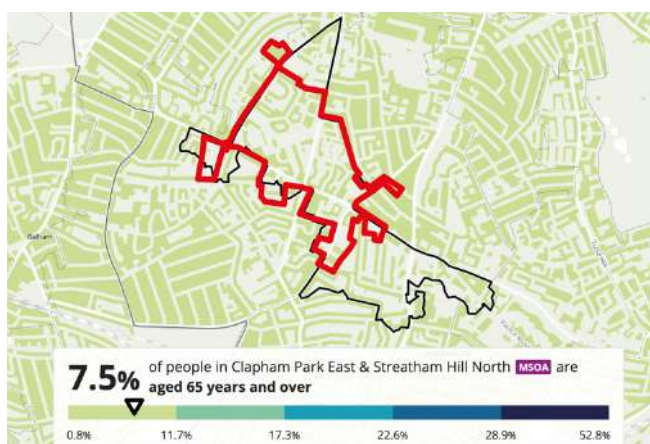 Balham
7.5% of people in Clapham Park East & Streatham Hill North MSOA are
aged 65 years and over
0.8% 11.7% 17.3% 22.6% 28.9% 52.8%